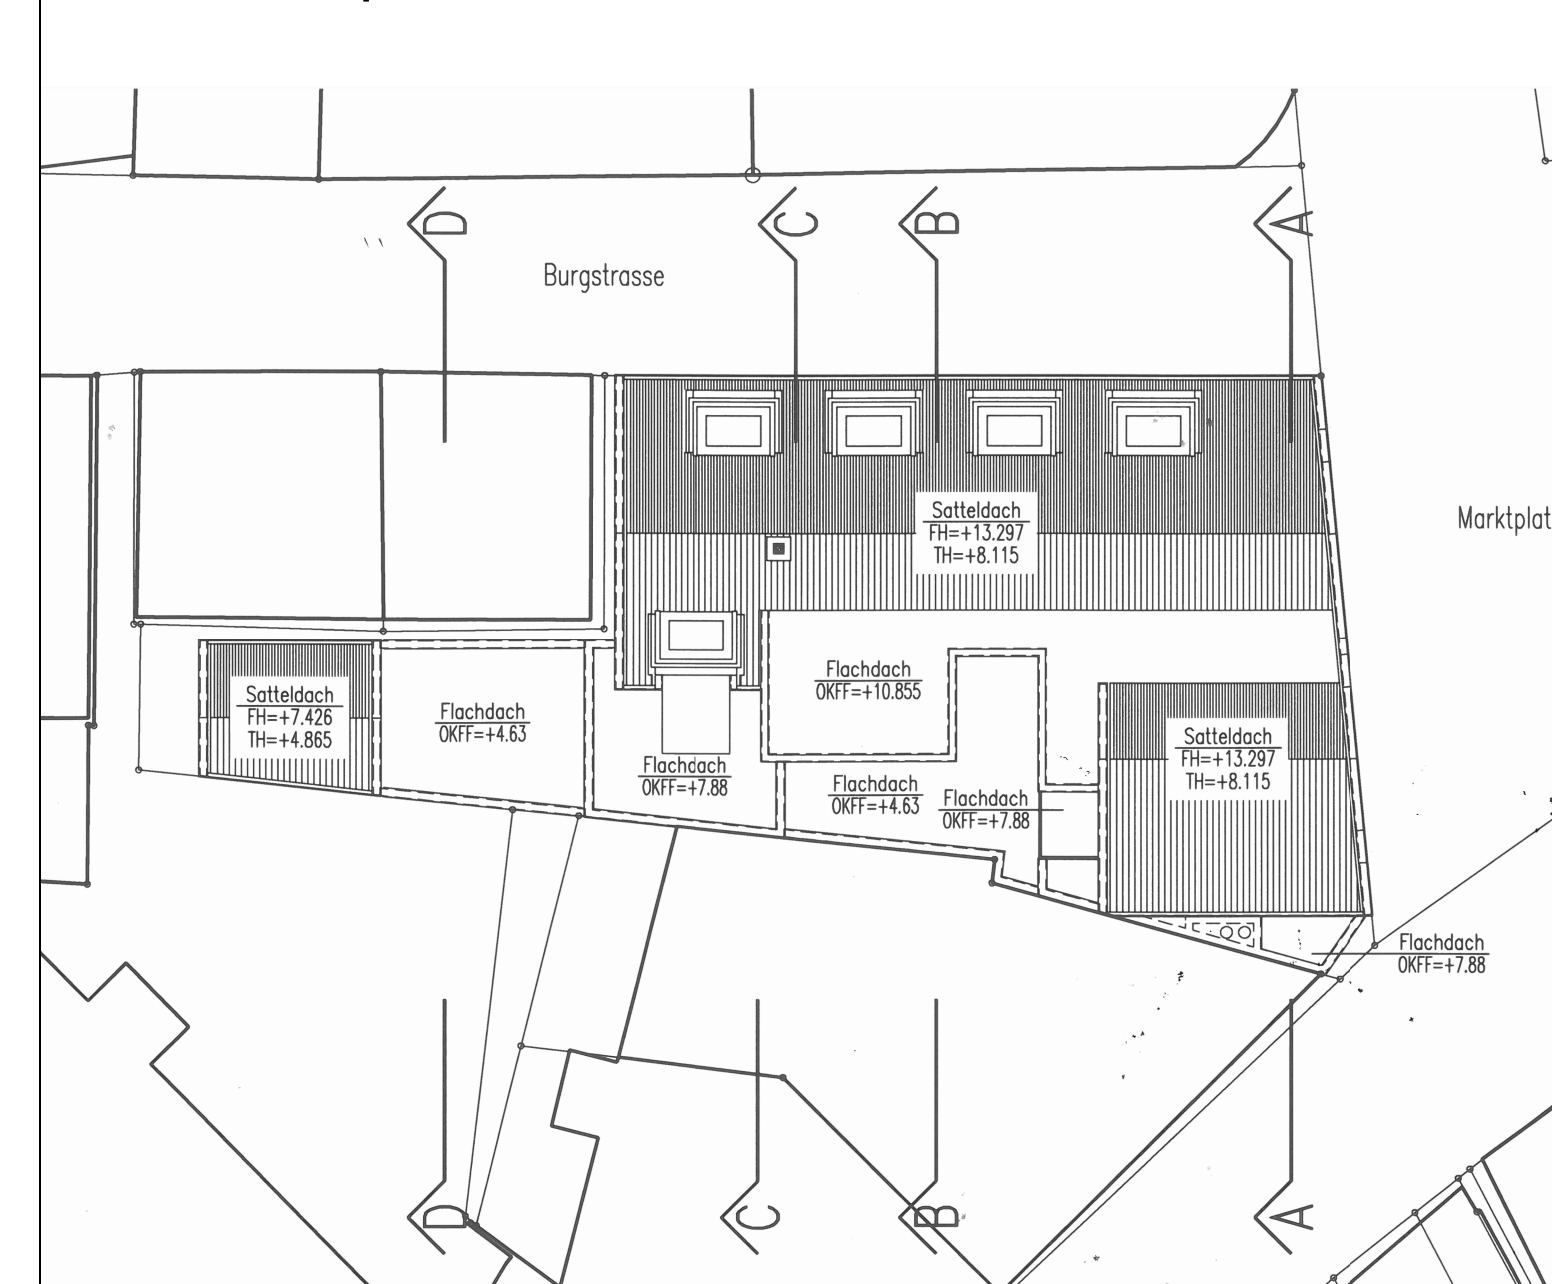 D
C
B
A
Burgstrasse
Satteldach
FH=+13.297
TH=+8.115
Marktplat
Flachdach
OKFF=+10.855
Satteldach
FH=+7.426
TH=+4.865
Flachdach
OKFF=+4.63
Satteldach
FH=+13.297
TH=+8.115
Flachdach
OKFF=+7.88
Flachdach
OKFF=+4.63
Flachdach
OKFF=+7.88
Flachdach
OKFF=+7.88
D
C
B
A